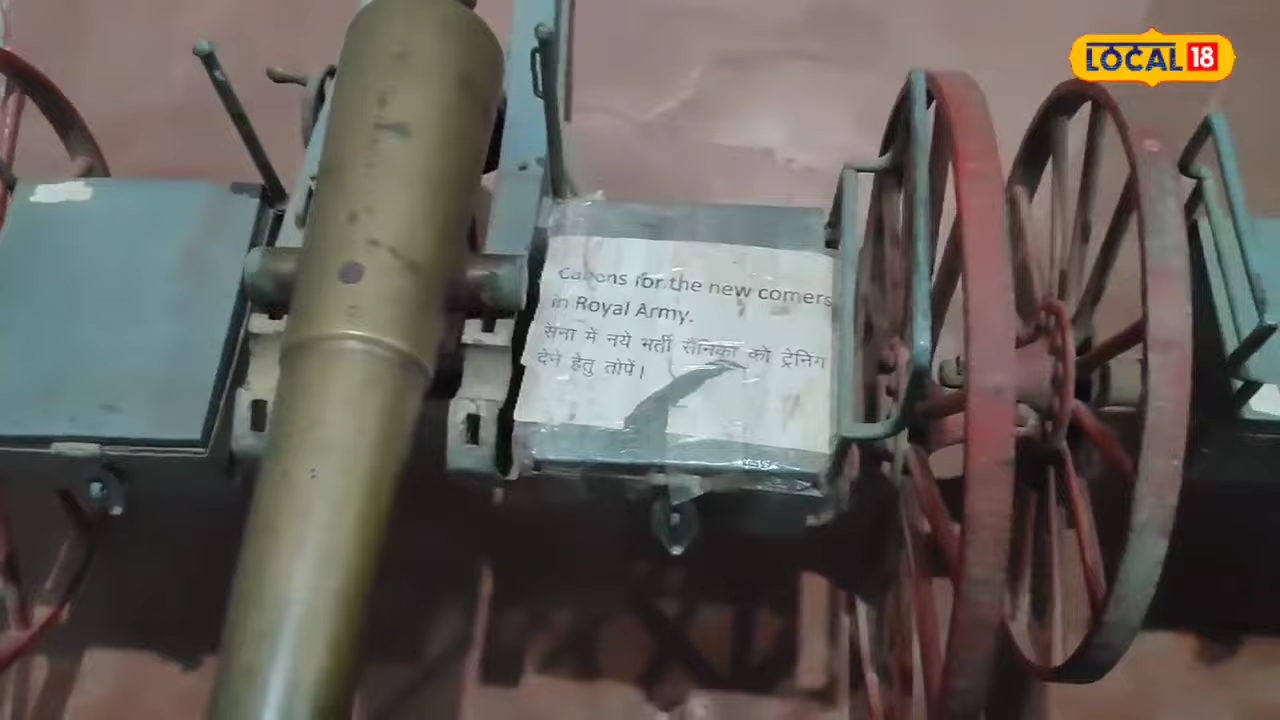 LOCAL 18
Canons for the new comers
in Royal Army.
सेना में नये भर्ती सैनिकों को ट्रेनिंग
देने हेतु तोपें।